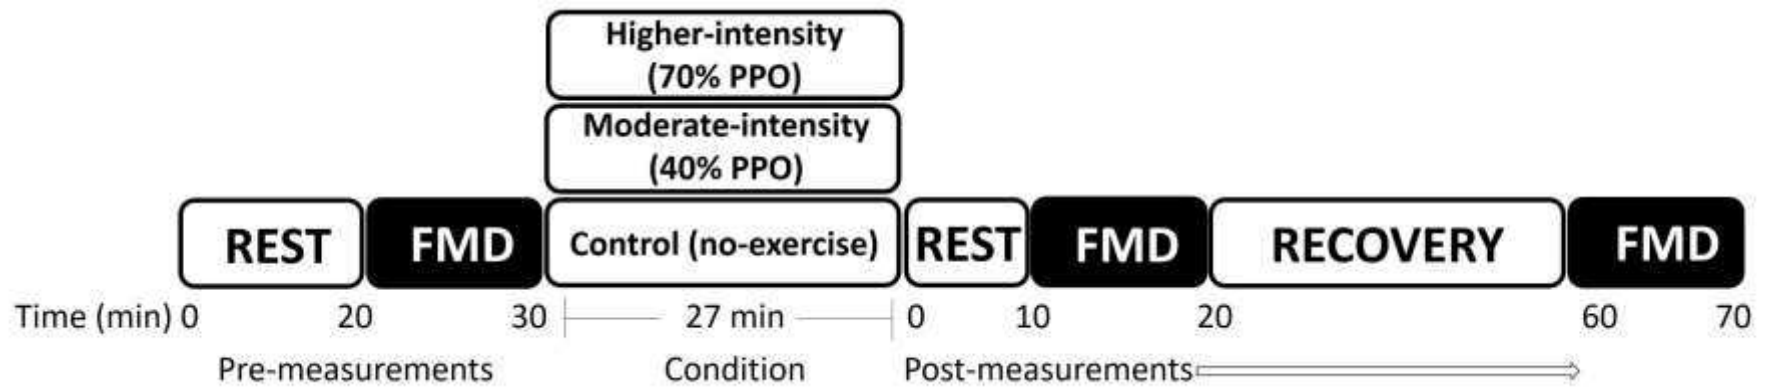 Higher-intensity
(70% PPO)
Moderate-intensity
(40% PPO)
REST FMD Control (no-exercise) REST FMD RECOVERY FMD
Time (min) 0 20 30 27 min 0 10 20 60 70
Pre-measurements Condition Post-measurements